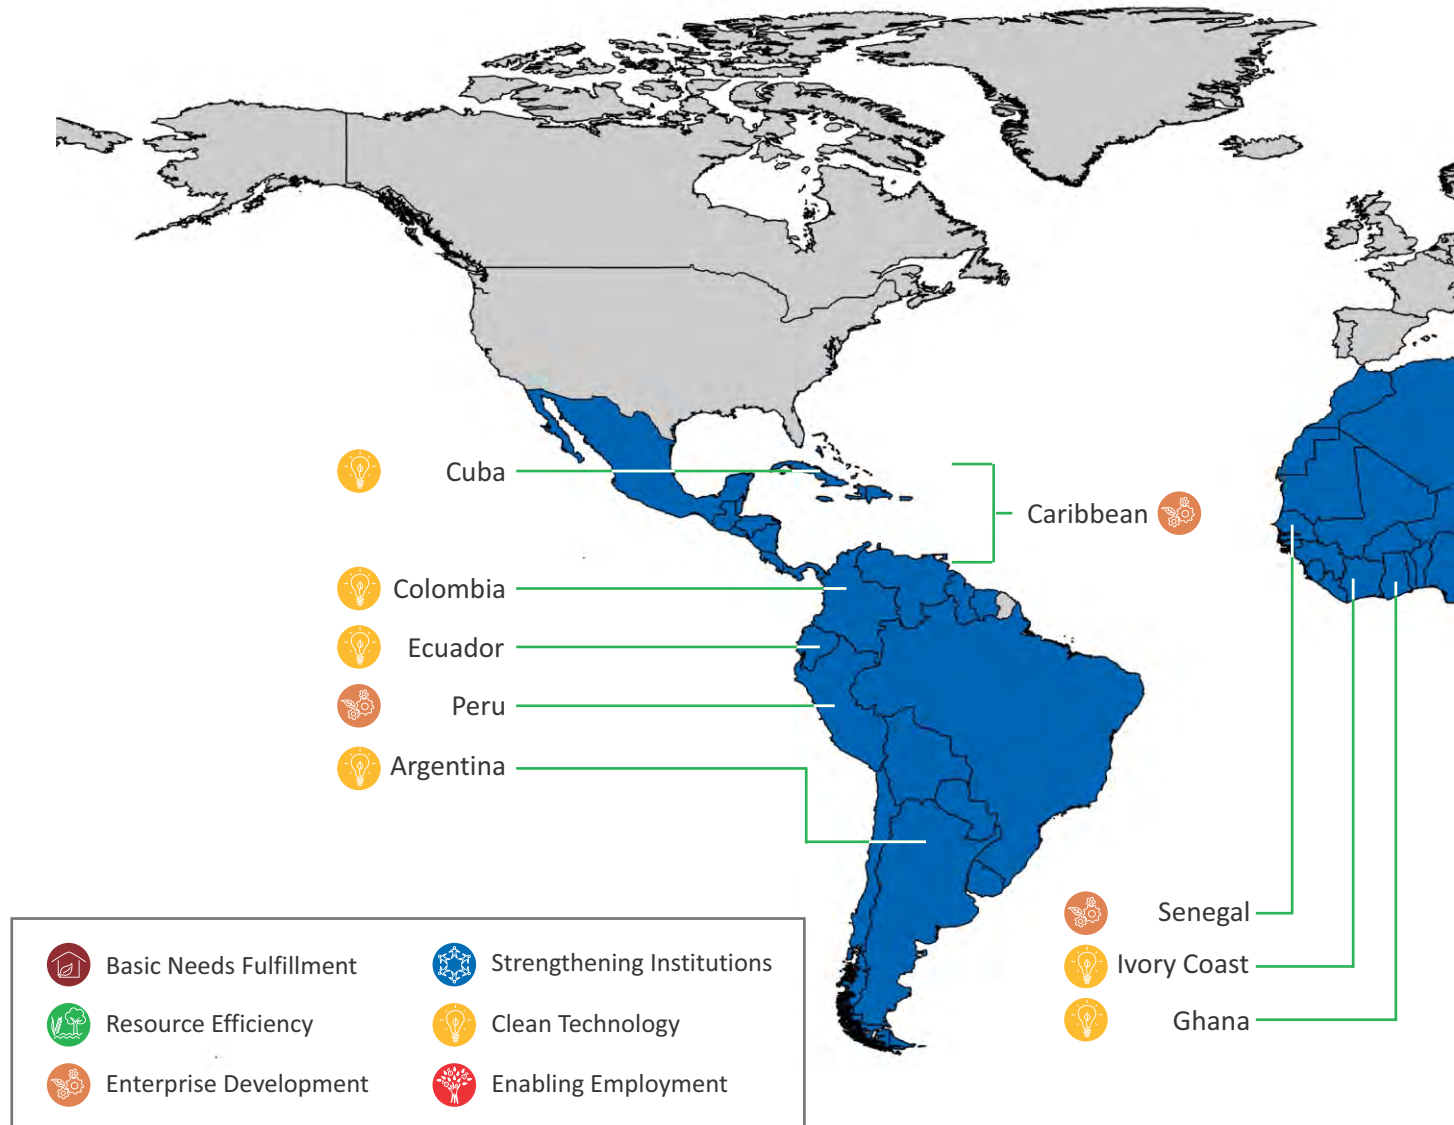 Cuba
Caribbean
Colombia
Ecuador
Peru
Argentina
Senegal
Ivory Coast
Ghana
Basic Needs Fulfillment
Resource Efficiency
Enterprise Development
Strengthening Institutions
Clean Technology
Enabling Employment